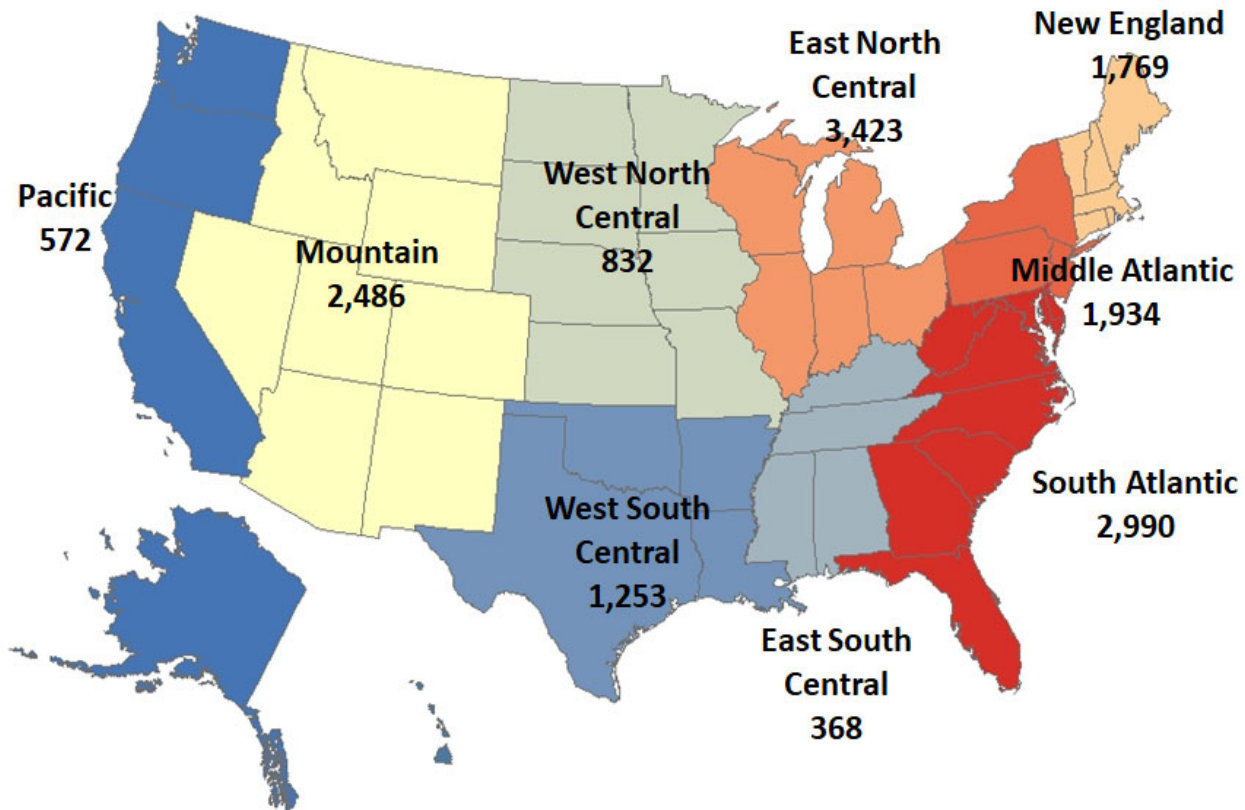 New England
1,769
East North
Central
3,423
Pacific
572
West North
Central
832
Mountain
2,486
Middle Atlantic
1,934
South Atlantic
2,990
West South
Central
1,253
East South
Central
368